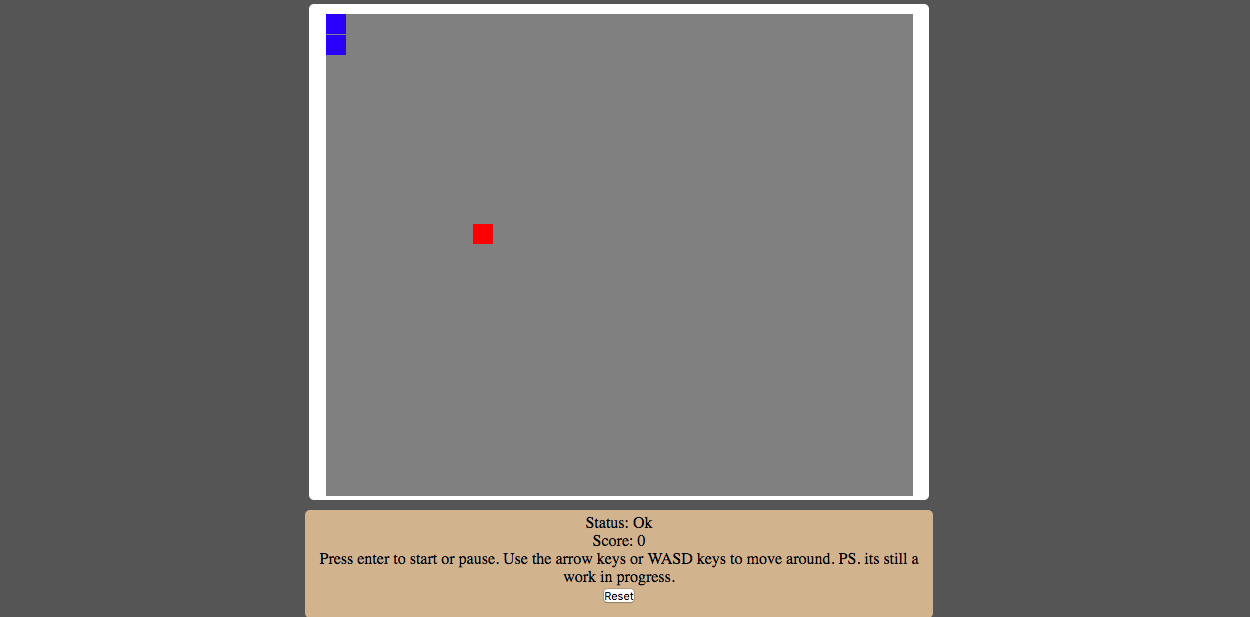 Status: Ok
Score: 0
Press enter to start or pause. Use the arrow keys or WASD keys to move around. PS. its still a
work in progress.
Reset